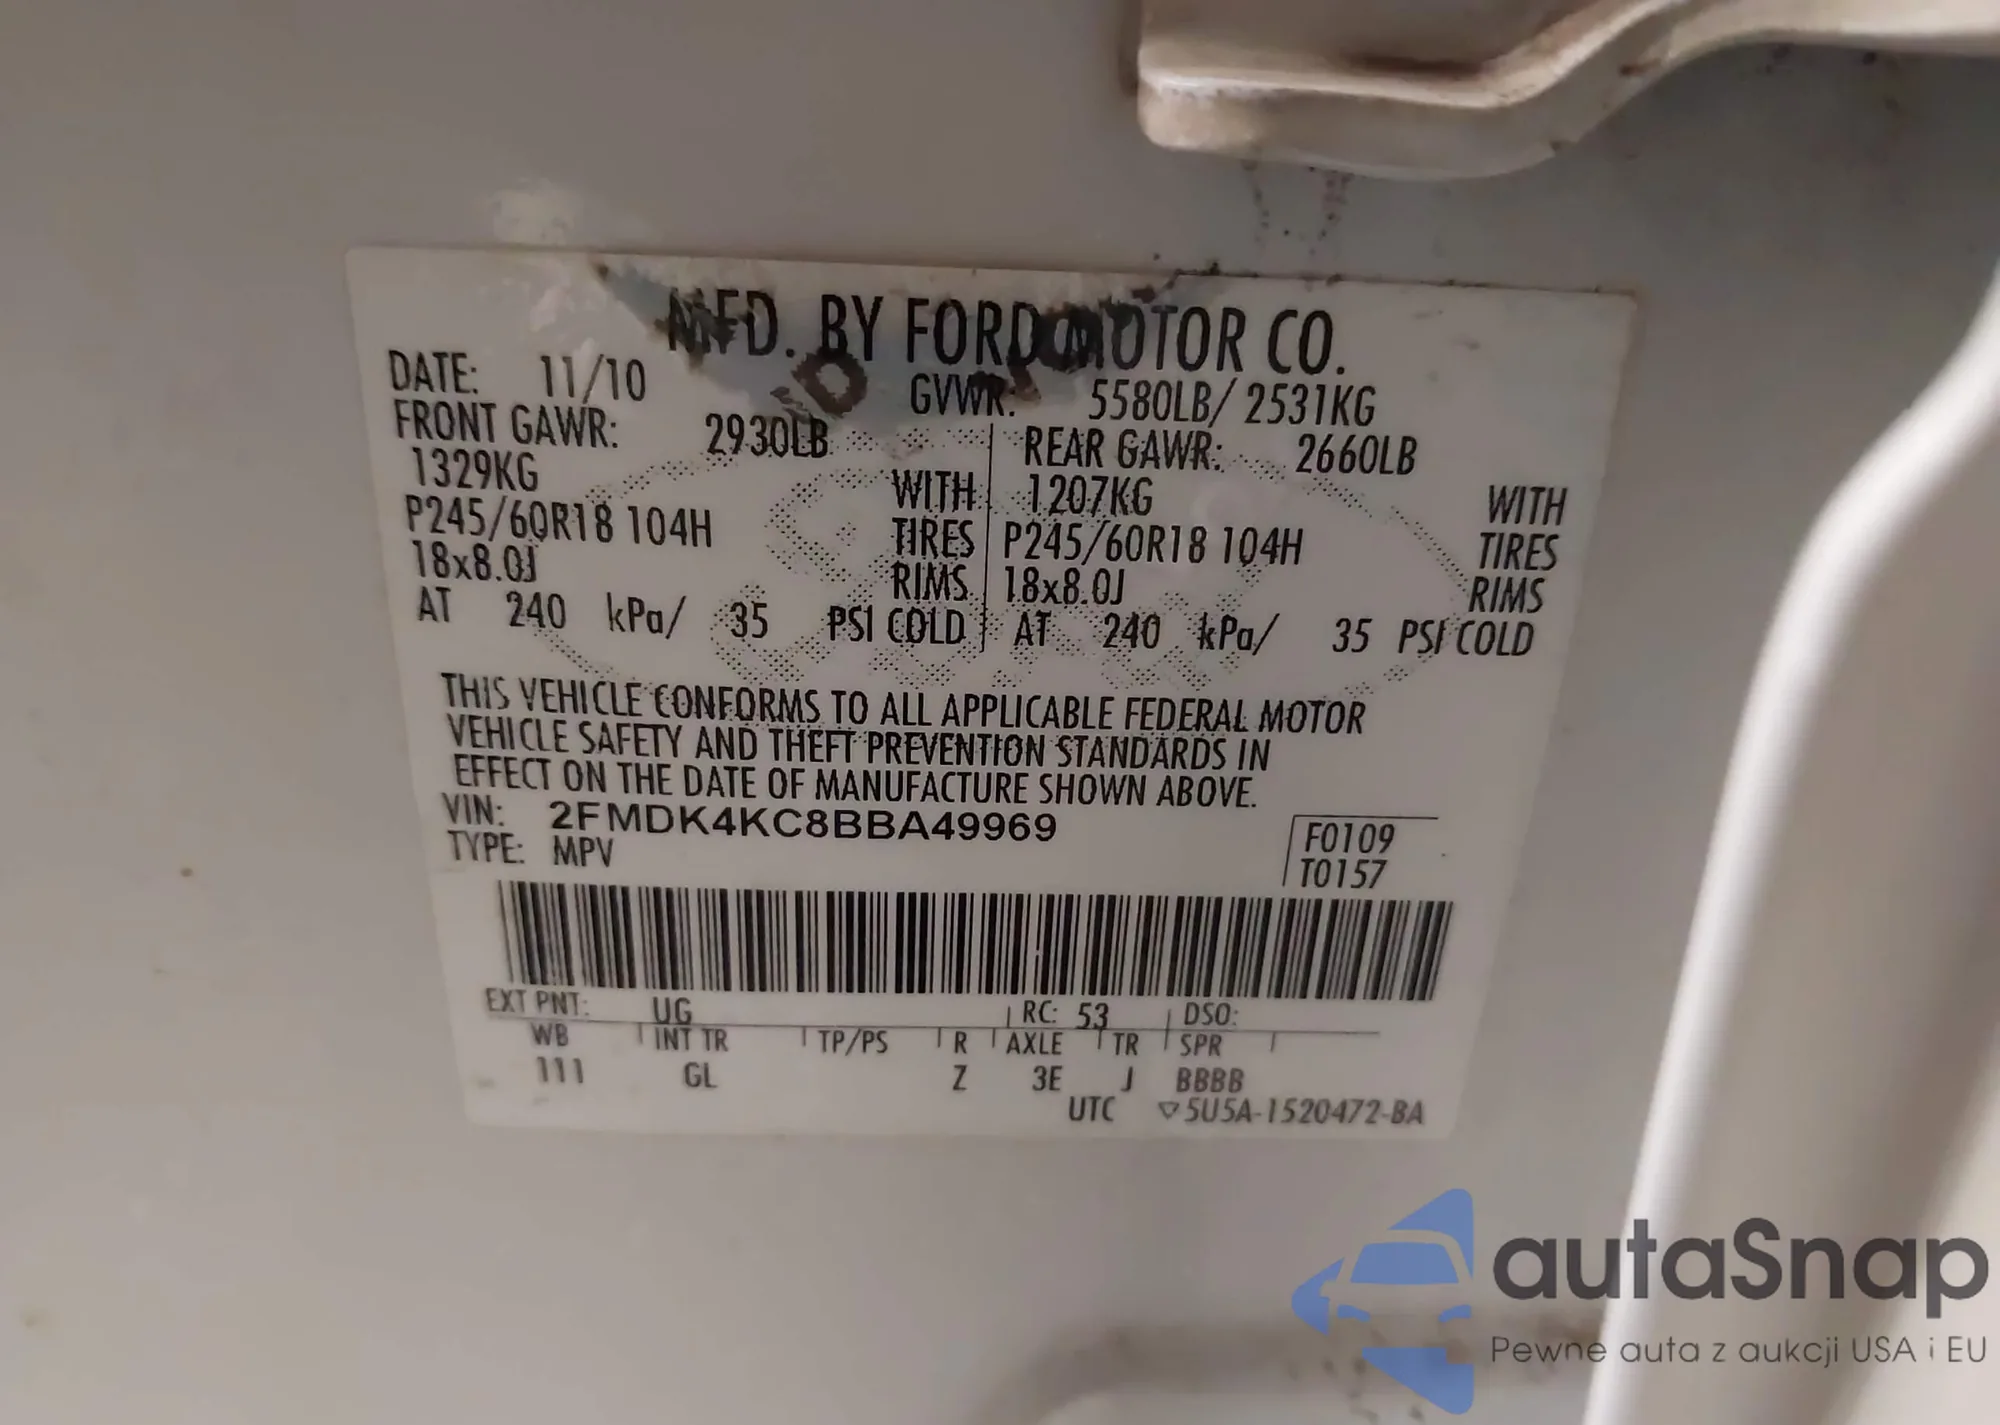 MFD. BY FORD MOTOR CO.
DATE: 11/10 GVWR: 5580LB/ 2531KG
FRONT GAWR: 2930LB REAR GAWR: 2660LB
1329KG WITH 1207KG WITH
P245/60R18 104H TIRES P245/60R18 104H TIRES
18x8.0J RIMS 18x8.0J RIMS
AT 240 kPa/ 35 PSI COLD AT 240 kPa/ 35 PSI COLD
THIS VEHICLE CONFORMS TO ALL APPLICABLE FEDERAL MOTOR
VEHICLE SAFETY AND THEFT PREVENTION STANDARDS IN
EFFECT ON THE DATE OF MANUFACTURE SHOWN ABOVE.
VIN: 2FMDK4KC8BBA49969 F0109
TYPE: MPV T0157
EXT PNT: UG RC: 53 DSO:
WB INT TR TP/PS R AXLE TR SPR
111 GL Z 3E J BBBB
UTC ▽5U5A-1520472-BA
autaSnap
Pewne auta z aukcji USA i EU